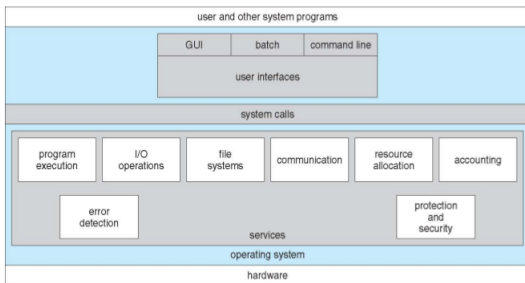 user and other system programs
GUI
batch
command line
user interfaces
system calls
program
execution
I/O
operations
file
systems
communication
resource
allocation
accounting
error
detection
protection
and
security
services
operating system
hardware